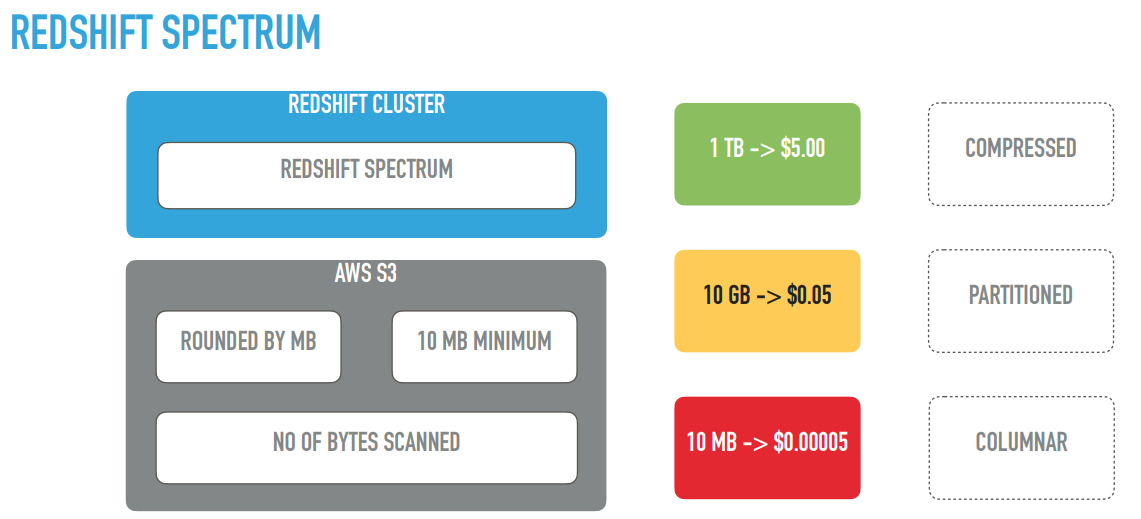 REDSHIFT SPECTRUM
REDSHIFT CLUSTER
REDSHIFT SPECTRUM
AWS S3
ROUNDED BY MB
10 MB MINIMUM
NO OF BYTES SCANNED
1 TB -> $5.00
10 GB -> $0.05
10 MB -> $0.00005
COMPRESSED
PARTITIONED
COLUMNAR